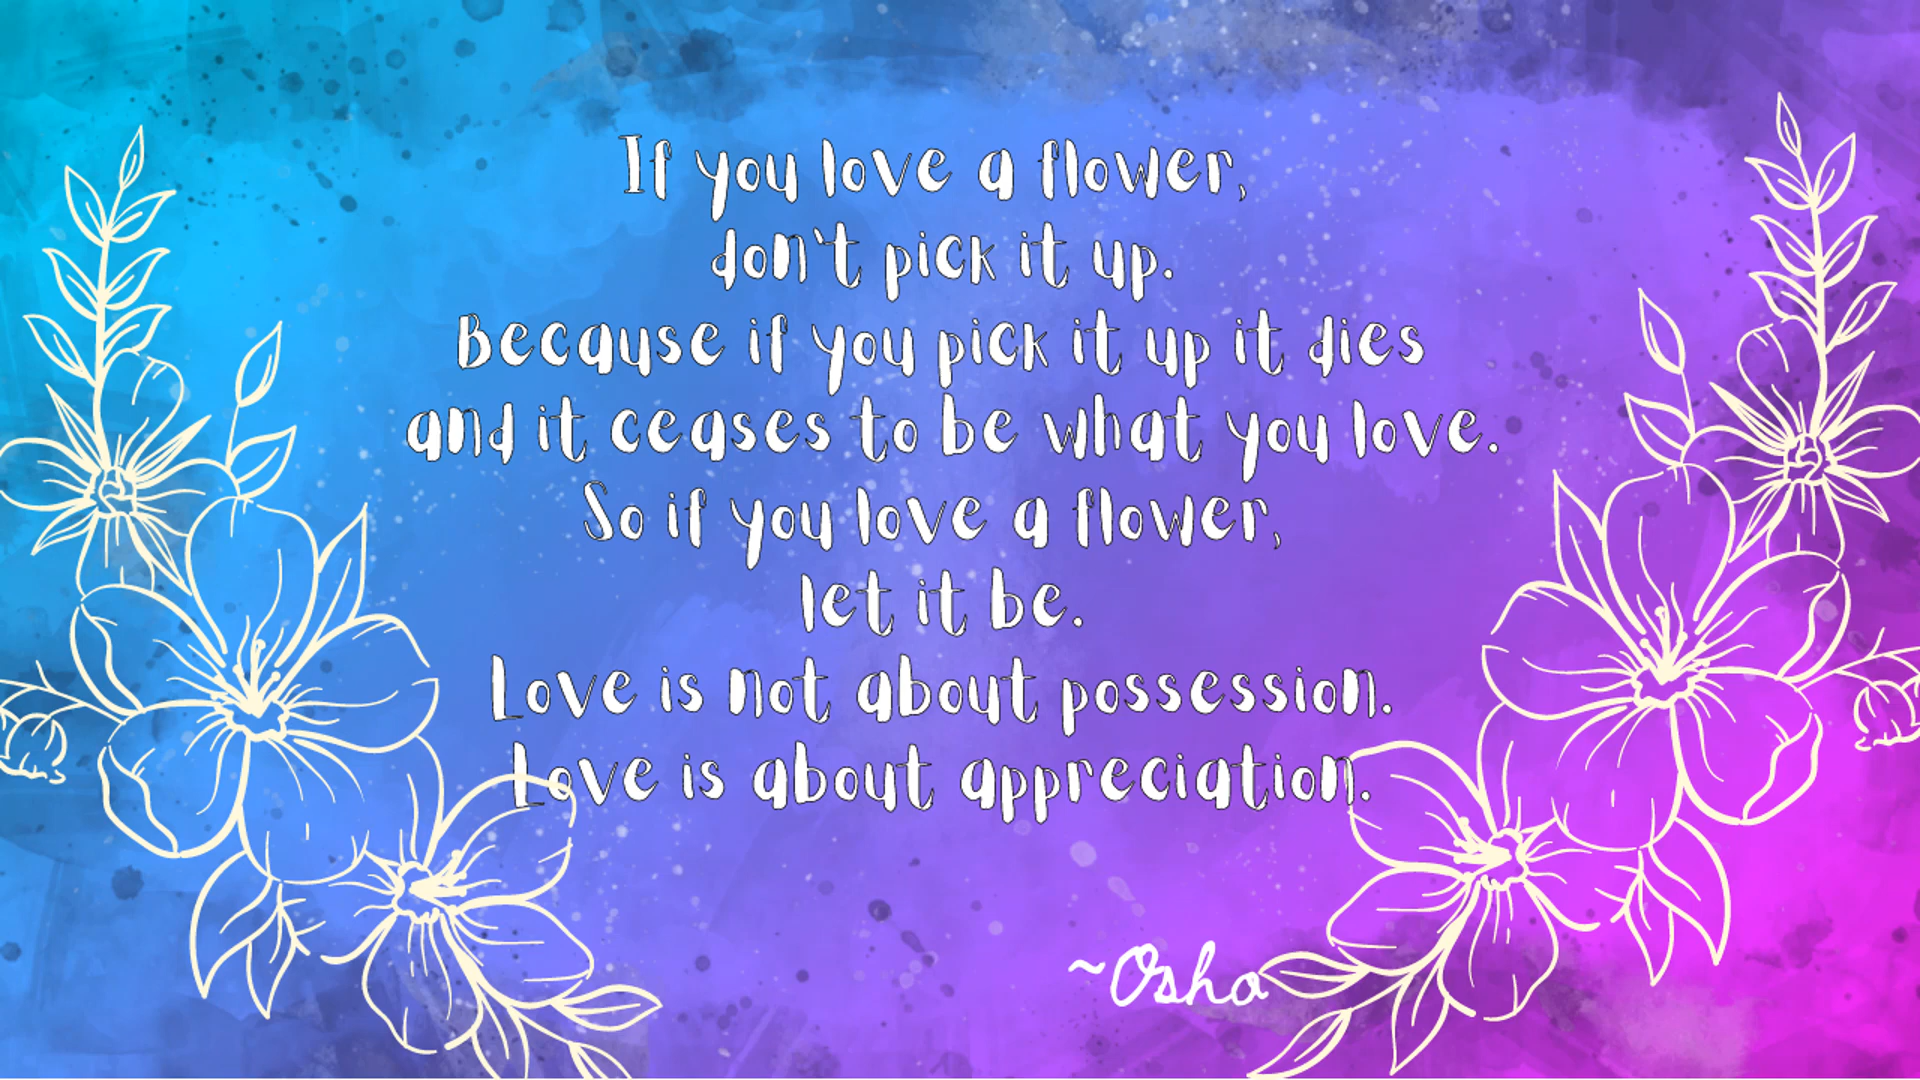 If you love a flower,
don't pick it up.
Because if you pick it up it dies
and it ceases to be what you love.
So if you love a flower,
let it be.
Love is not about possession.
Love is about appreciation.
~Osho